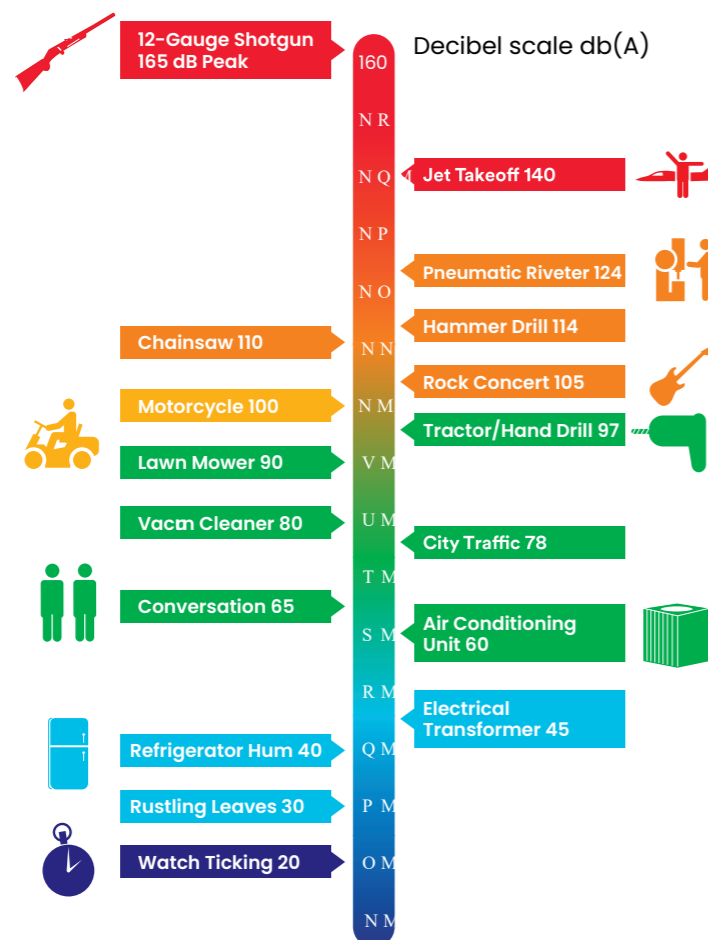 12-Gauge Shotgun
165 dB Peak
Decibel scale db(A)
160
N R
N Q M
Jet Takeoff 140
N P
Pneumatic Riveter 124
N O
Hammer Drill 114
Chainsaw 110
N N
Rock Concert 105
Motorcycle 100
N M
Tractor/Hand Drill 97
Lawn Mower 90
V M
Cleaner 80
U M
City Traffic 78
T M
Conversation 65
Air Conditioning
Unit 60
S M
R M
Electrical
Transformer 45
Refrigerator Hum 40
Q M
Rustling Leaves 30
P M
Watch Ticking 20
O M
N M